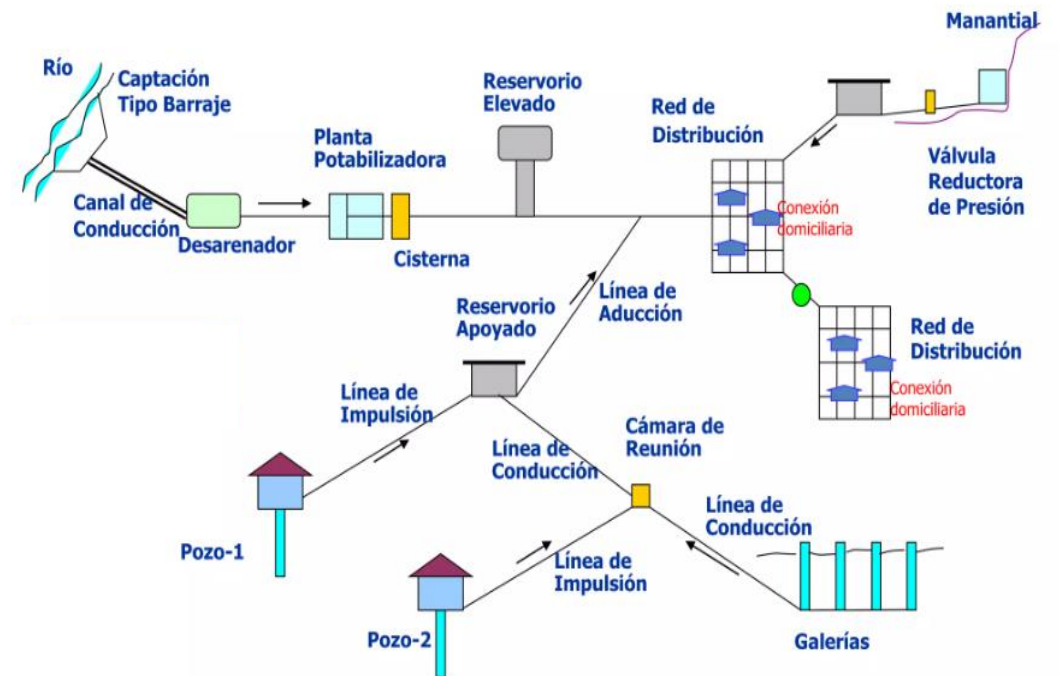 Río
Captación
Tipo Barraje
Canal de
Conducción
Desarenador
Planta
Potabilizadora
Cisterna
Reservorio
Elevado
Red de
Distribución
Manantial
Válvula
Reductora
de Presión
Conexión
domiciliaria
Reservorio
Apoyado
Línea de
Aducción
Red de
Distribución
Conexión
domiciliaria
Línea de
Impulsión
Línea de
Conducción
Cámara de
Reunión
Línea de
Conducción
Pozo-1
Línea de
Impulsión
Pozo-2
Galerías